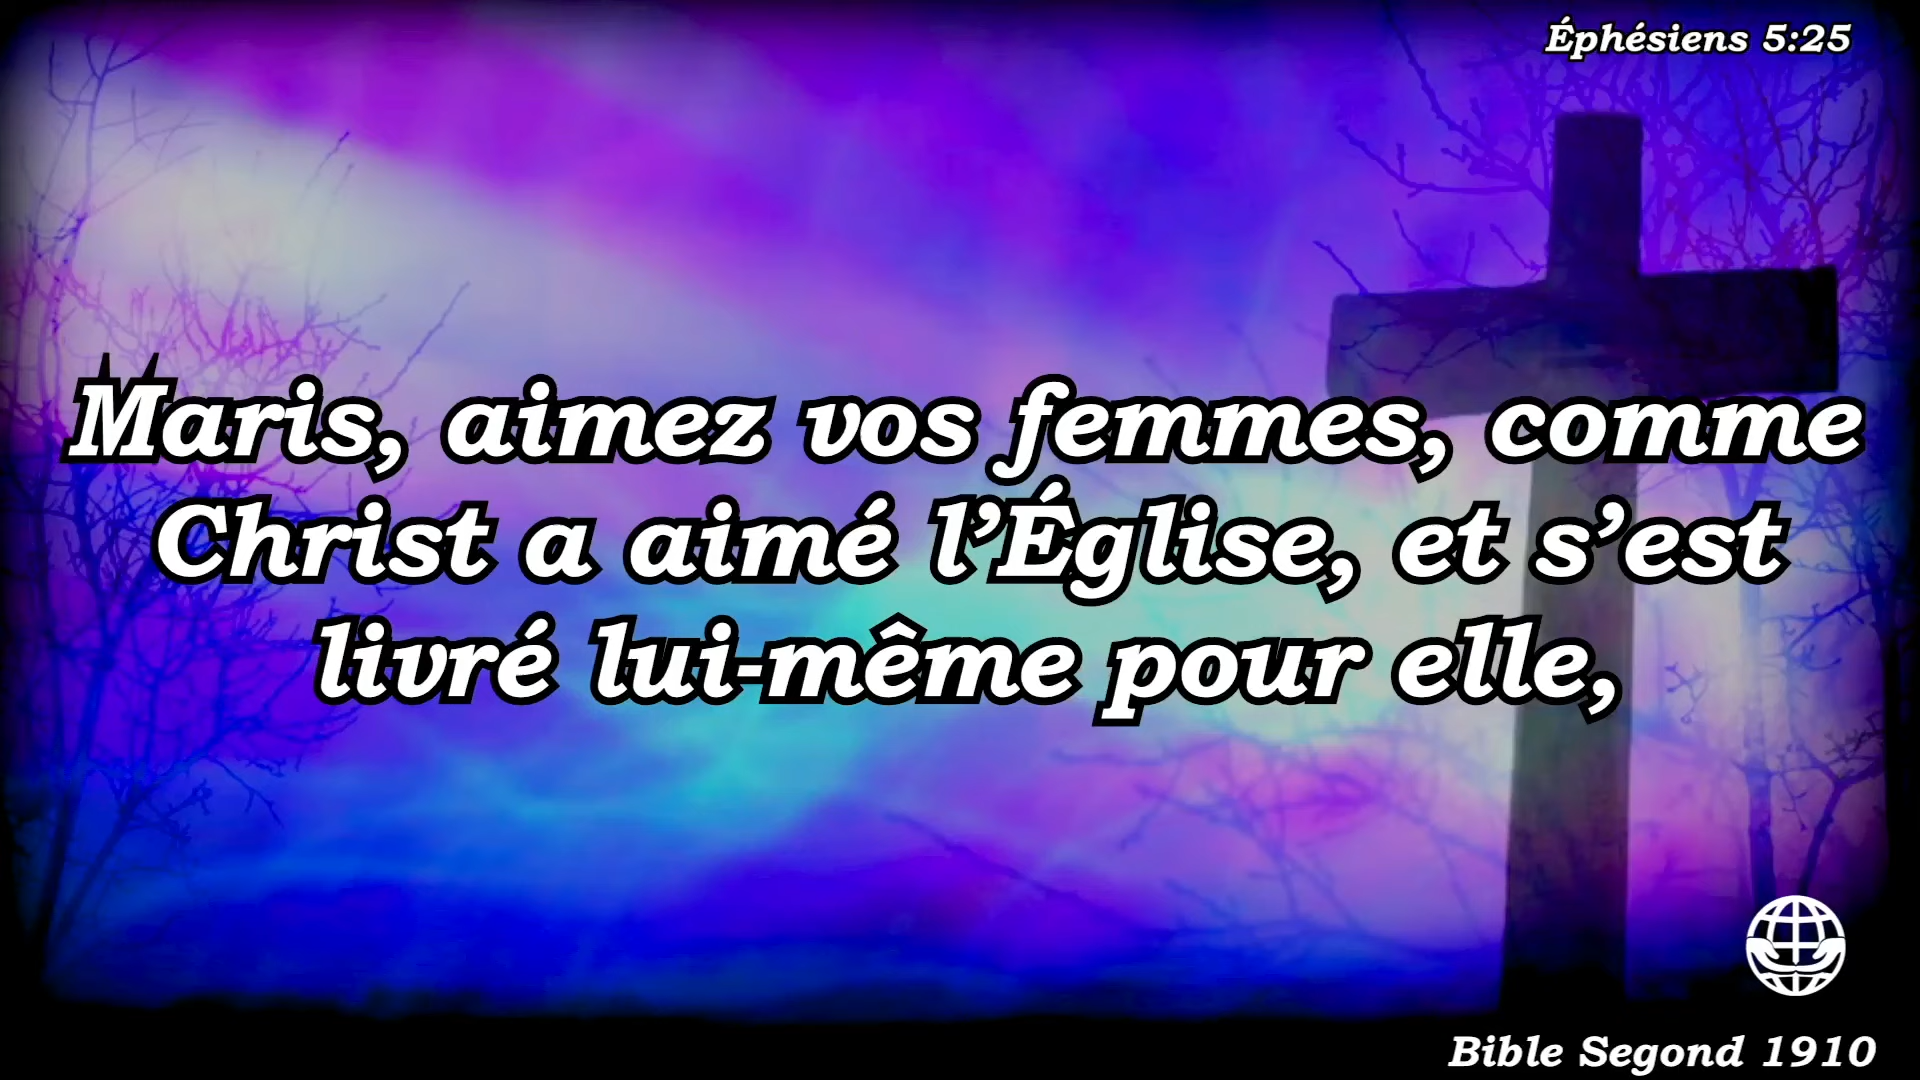 Éphésiens 5:25
Maris, aimez vos femmes, comme
Christ a aimé l’Église, et s’est
livré lui-même pour elle,
Bible Segond 1910